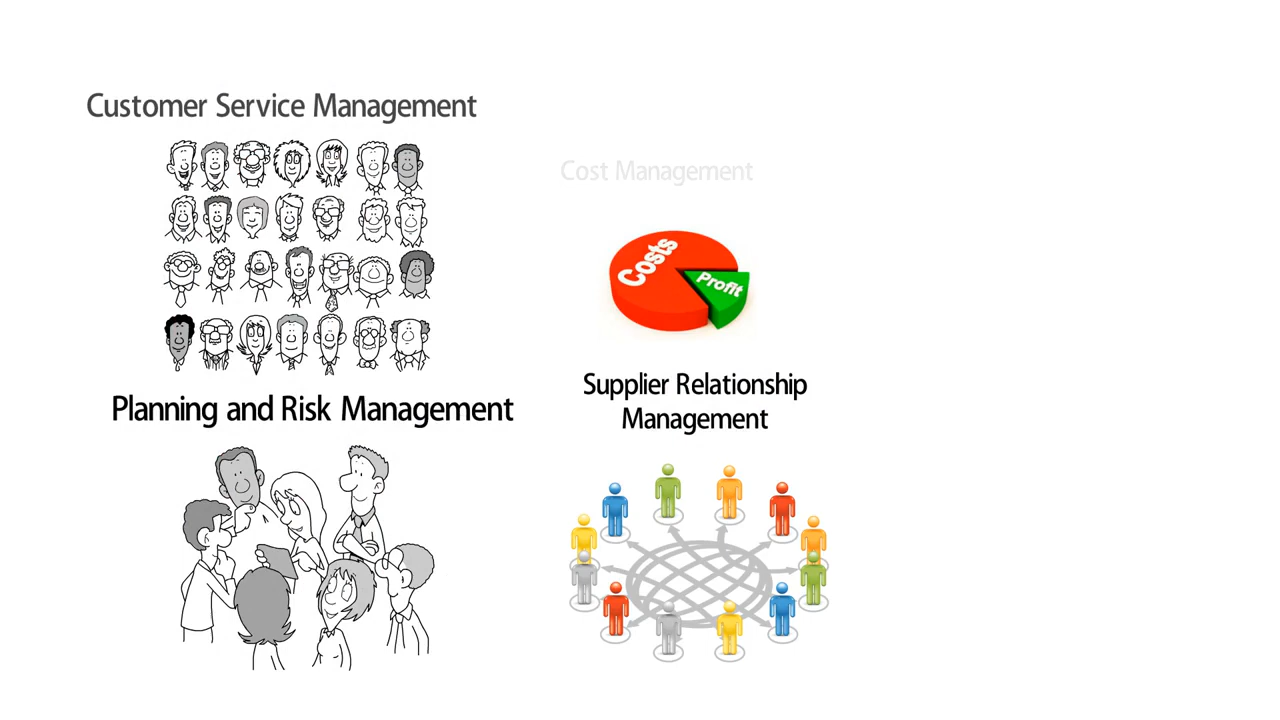 Customer Service Management
Cost Management
Costs
Profit
Planning and Risk Management
Supplier Relationship
Management